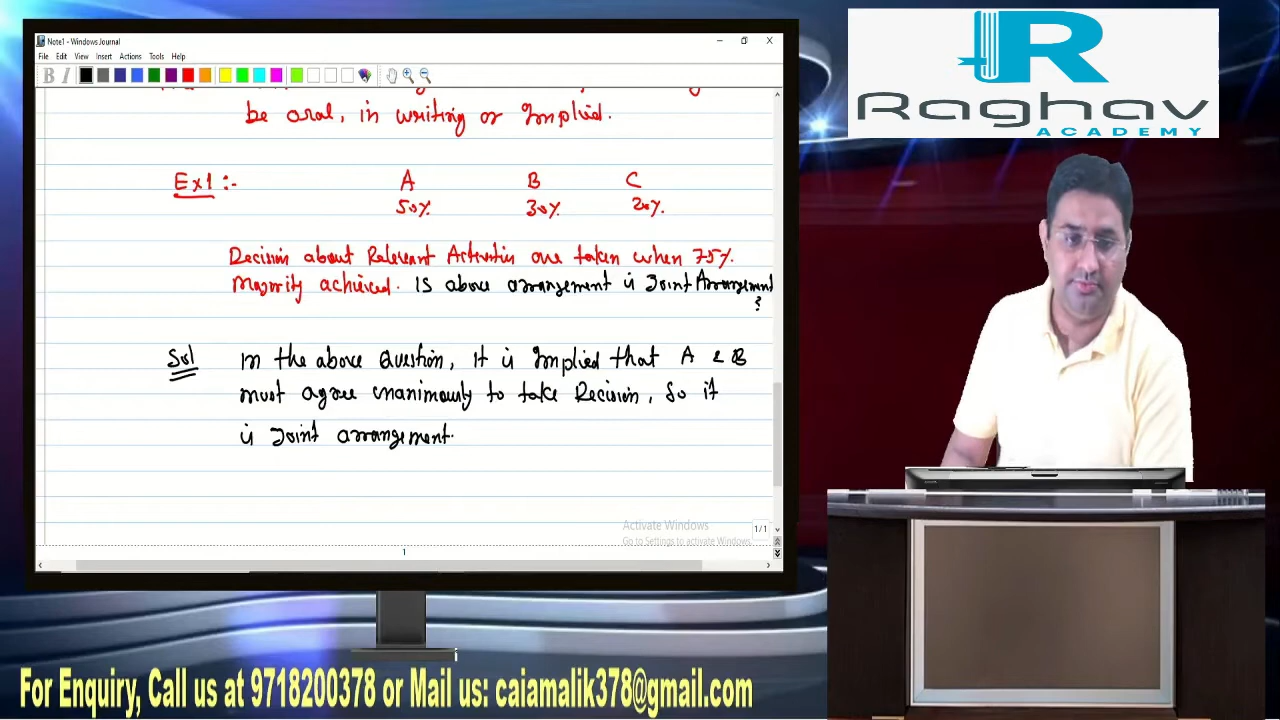 Note1 - Windows Journal
File Edit View Insert Actions Tools Help
B I
be oral, in writing or Implied.
Ex1:-
A B C
50% 30% 20%
Decision about Relevant Activities are taken when 75%
Majority achieved. Is above arrangement is Joint Arrangement
?
Sol In the above Question, It is Implied that A & B
must agree unanimously to take Decision, So it
is Joint arrangement.
Activate Windows
Go to Settings to activate Windows.
1/1
1
R
Raghav
ACADEMY
For Enquiry, Call us at 9718200378 or Mail us: caiamalik378@gmail.com